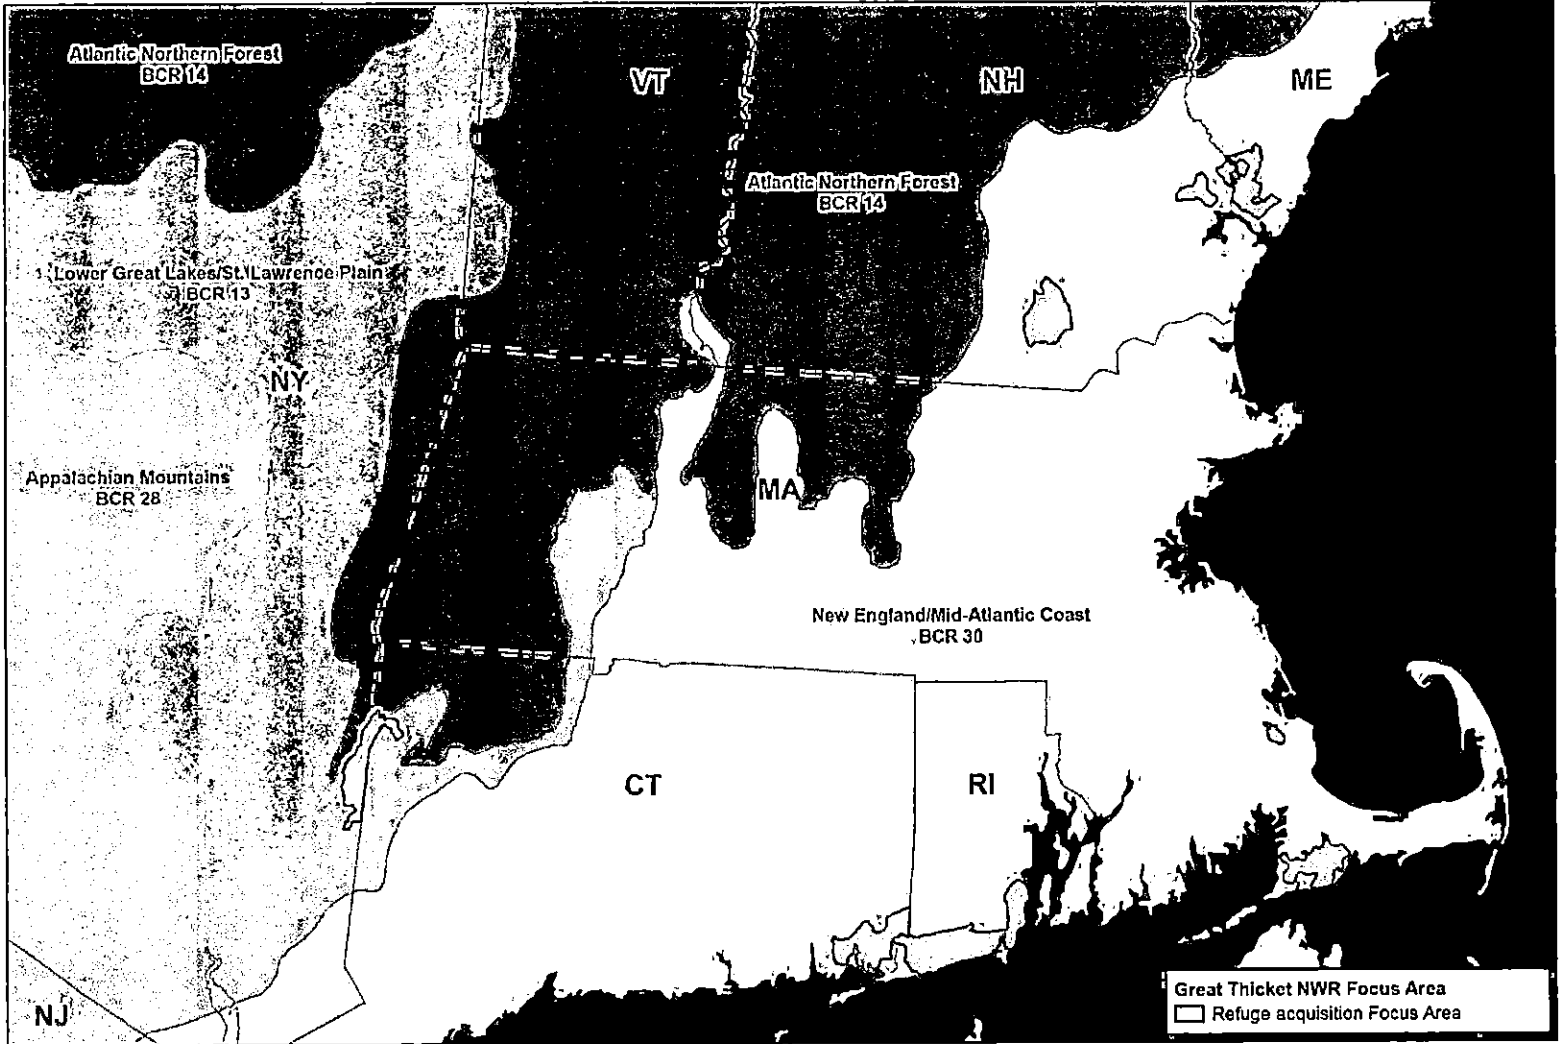 Atlantic Northern Forest
BCR 14
VT
NH
ME
Atlantic Northern Forest
BCR 14
Lower Great Lakes/St. Lawrence Plain
BCR 13
NY
Appalachian Mountains
BCR 28
MA
New England/Mid-Atlantic Coast
BCR 30
CT
RI
NJ
Great Thicket NWR Focus Area
Refuge acquisition Focus Area